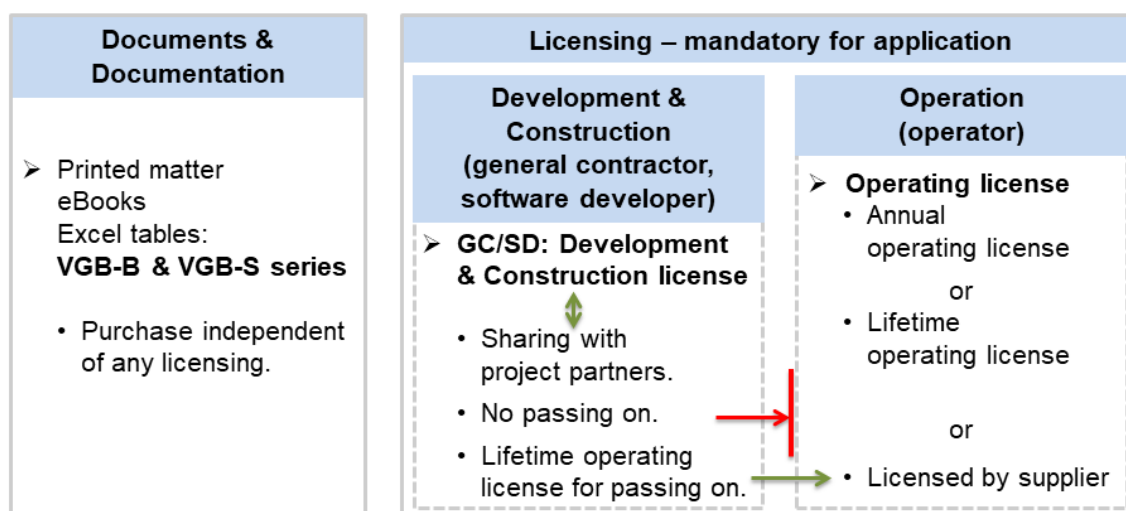 Documents &
Documentation
➢ Printed matter
eBooks
Excel tables:
VGB-B & VGB-S series
• Purchase independent
of any licensing.
Licensing – mandatory for application
Development &
Construction
(general contractor,
software developer)
➢ GC/SD: Development
& Construction license
• Sharing with
project partners.
• No passing on.
• Lifetime operating
license for passing on.
Operation
(operator)
➢ Operating license
• Annual
operating license
or
• Lifetime
operating license
or
• Licensed by supplier